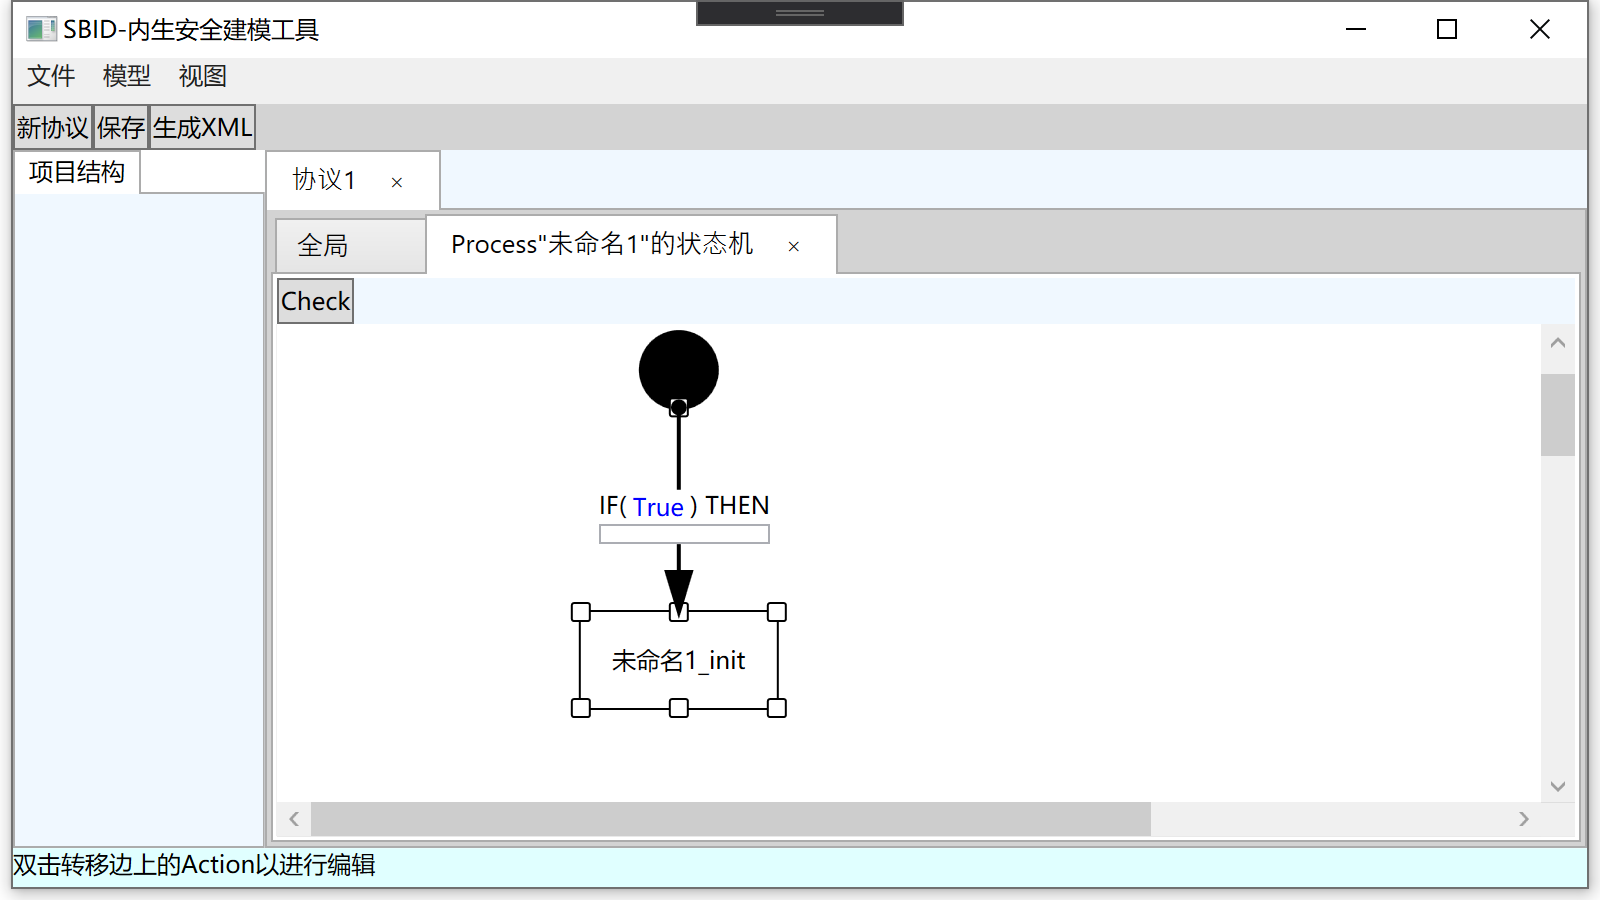 SBID-内生安全建模工具
文件 模型 视图
新协议 保存 生成XML
项目结构
协议1 ×
全局 Process"未命名1"的状态机 ×
Check
IF( True ) THEN
未命名1_init
双击转移边上的Action以进行编辑